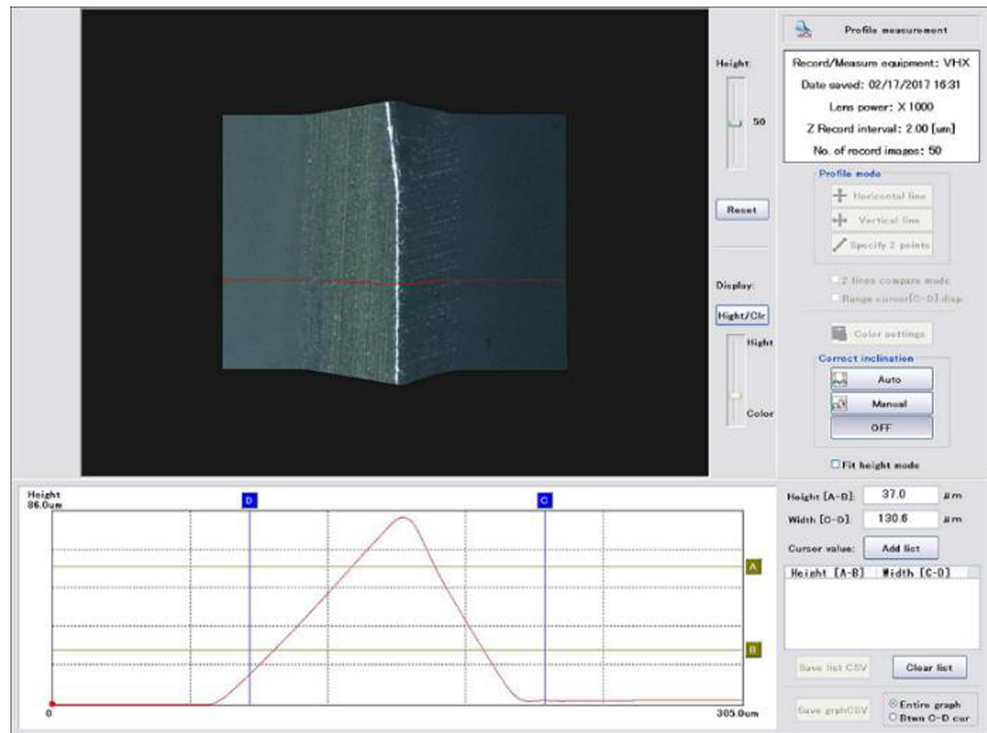 Profile measurement
Record/Measure equipment: VHX
Date saved: 02/17/2017 16:31
Lens power: X 1000
Z Record interval: 2.00 [um]
No. of record images: 50
Height:
50
Reset
Display:
Hight/Clr
Hight
Color
Profile mode
Horizontal line
Vertical line
Specify 2 points
2 lines compare mode
Range cursor[C-D] disp
Color settings
Correct inclination
Auto
Manual
OFF
Fit height mode
Height
86.0um
D
C
A
B
0
305.0um
Height [A-B]: 37.0 μm
Width [C-D]: 130.6 μm
Cursor value: Add list
Height [A-B] Width [C-D]
Save list CSV Clear list
Save grphCSV
Entire graph
Btwn C-D cur